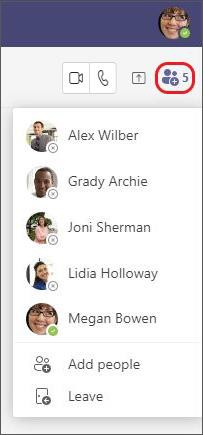 5
Alex Wilber
Grady Archie
Joni Sherman
Lidia Holloway
Megan Bowen
Add people
Leave